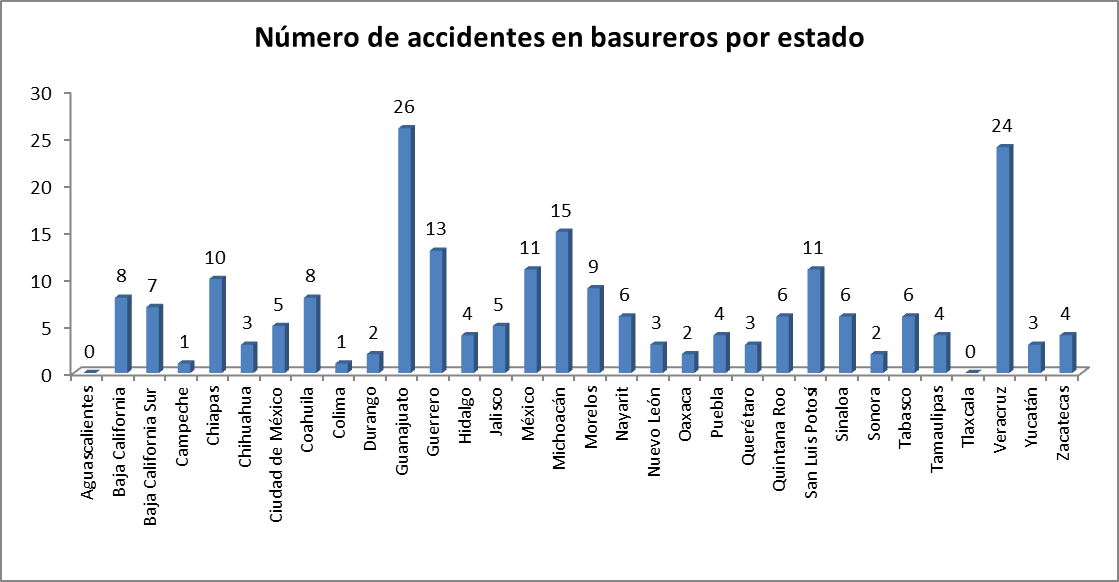 Número de accidentes en basureros por estado
30
25
20
15
10
5
0
0
8
7
1
10
3
5
8
1
2
26
13
4
5
11
15
9
6
3
2
4
3
6
11
6
2
6
4
0
24
3
4
Aguascalientes
Baja California
Baja California Sur
Campeche
Chiapas
Chihuahua
Ciudad de México
Coahuila
Colima
Durango
Guanajuato
Guerrero
Hidalgo
Jalisco
México
Michoacán
Morelos
Nayarit
Nuevo León
Oaxaca
Puebla
Querétaro
Quintana Roo
San Luis Potosí
Sinaloa
Sonora
Tabasco
Tamaulipas
Tlaxcala
Veracruz
Yucatán
Zacatecas